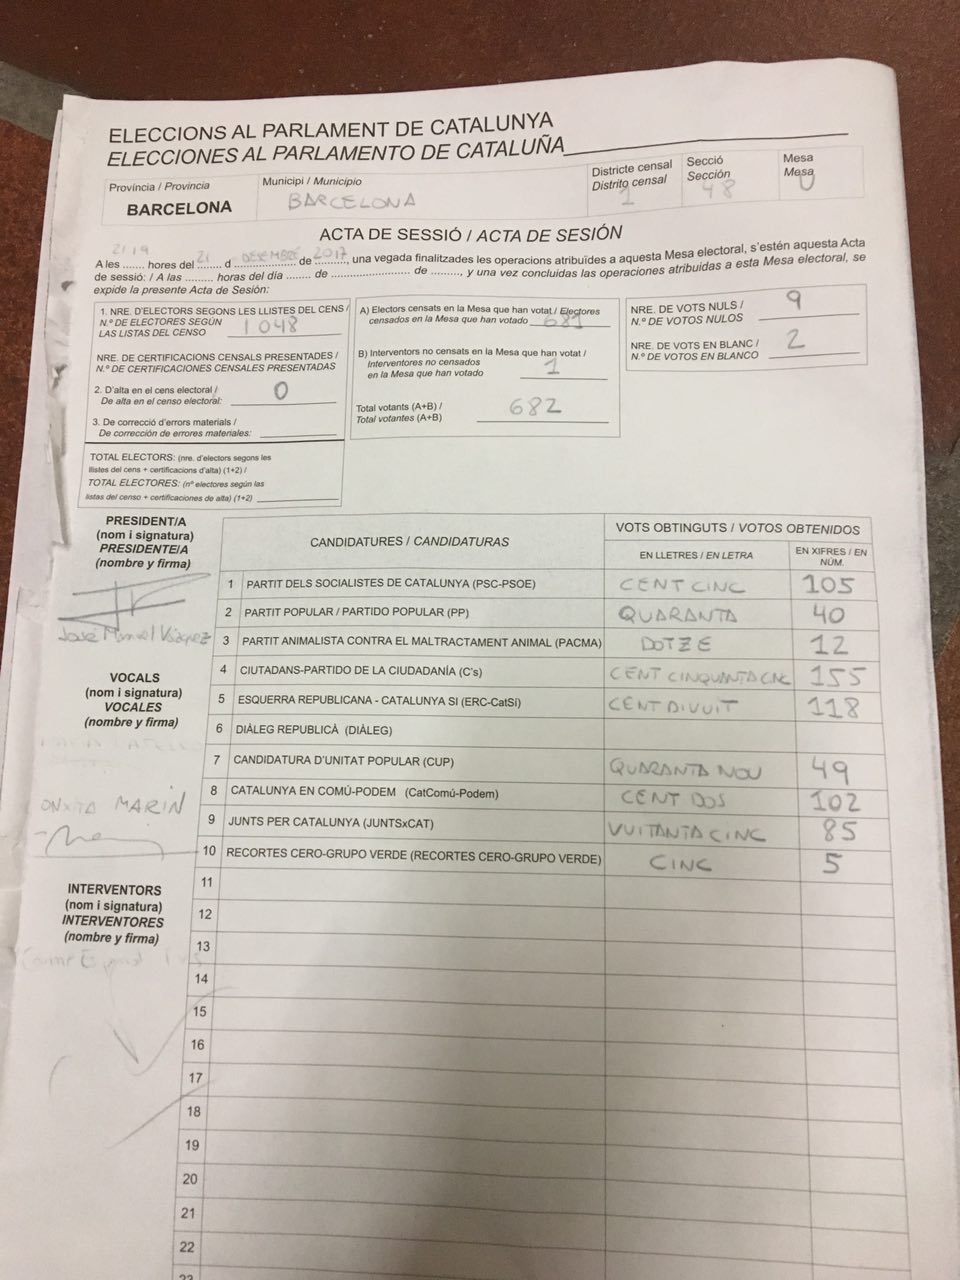 ELECCIONS AL PARLAMENT DE CATALUNYA
ELECCIONES AL PARLAMENTO DE CATALUÑA
Província / Provincia
BARCELONA
Municipi / Municipio
BARCELONA
Districte censal
Distrito censal
1
Secció
Sección
48
Mesa
Mesa
U
ACTA DE SESSIÓ / ACTA DE SESIÓN
21 19 21 DESEMBRE 2017
A les ....... hores del ....... d ................. de ........., una vegada finalitzades les operacions atribuïdes a aquesta Mesa electoral, s'estén aquesta Acta
de sessió: / A las ....... horas del día ....... de ....................... de ........., y una vez concluidas las operaciones atribuidas a esta Mesa electoral, se
expide la presente Acta de Sesión:
1. NRE. D'ELECTORS SEGONS LES LLISTES DEL CENS /
N.º DE ELECTORES SEGÚN
LAS LISTAS DEL CENSO 1048
NRE. DE CERTIFICACIONS CENSALS PRESENTADES /
N.º DE CERTIFICACIONES CENSALES PRESENTADAS
2. D'alta en el cens electoral /
De alta en el censo electoral: 0
3. De correcció d'errors materials /
De corrección de errores materiales:
TOTAL ELECTORS: (nre. d'electors segons les
llistes del cens + certificacions d'alta) (1+2) /
TOTAL ELECTORES: (nº electores según las
listas del censo + certificaciones de alta) (1+2)
A) Electors censats en la Mesa que han votat / Electores
censados en la Mesa que han votado 681
B) Interventors no censats en la Mesa que han votat /
Interventores no censados
en la Mesa que han votado 1
Total votants (A+B) /
Total votantes (A+B) 682
NRE. DE VOTS NULS /
N.º DE VOTOS NULOS 9
NRE. DE VOTS EN BLANC /
N.º DE VOTOS EN BLANCO 2
PRESIDENT/A
(nom i signatura)
PRESIDENTE/A
(nombre y firma)
José Manuel Vázquez
VOCALS
(nom i signatura)
VOCALES
(nombre y firma)
MARIN
INTERVENTORS
(nom i signatura)
INTERVENTORES
(nombre y firma)
CANDIDATURES / CANDIDATURAS
VOTS OBTINGUTS / VOTOS OBTENIDOS
EN LLETRES / EN LETRA
EN XIFRES / EN
NÚM.
1 PARTIT DELS SOCIALISTES DE CATALUNYA (PSC-PSOE) CENT CINC 105
2 PARTIT POPULAR / PARTIDO POPULAR (PP) QUARANTA 40
3 PARTIT ANIMALISTA CONTRA EL MALTRACTAMENT ANIMAL (PACMA) DOTZE 12
4 CIUTADANS-PARTIDO DE LA CIUDADANÍA (C's) CENT CINQUANTA CINC 155
5 ESQUERRA REPUBLICANA - CATALUNYA SI (ERC-CatSí) CENT DIVUIT 118
6 DIÀLEG REPUBLICÀ (DIÀLEG)
7 CANDIDATURA D'UNITAT POPULAR (CUP) QUARANTA NOU 49
8 CATALUNYA EN COMÚ-PODEM (CatComú-Podem) CENT DOS 102
9 JUNTS PER CATALUNYA (JUNTSxCAT) VUITANTA CINC 85
10 RECORTES CERO-GRUPO VERDE (RECORTES CERO-GRUPO VERDE) CINC 5
11
12
13
14
15
16
17
18
19
20
21
22
23